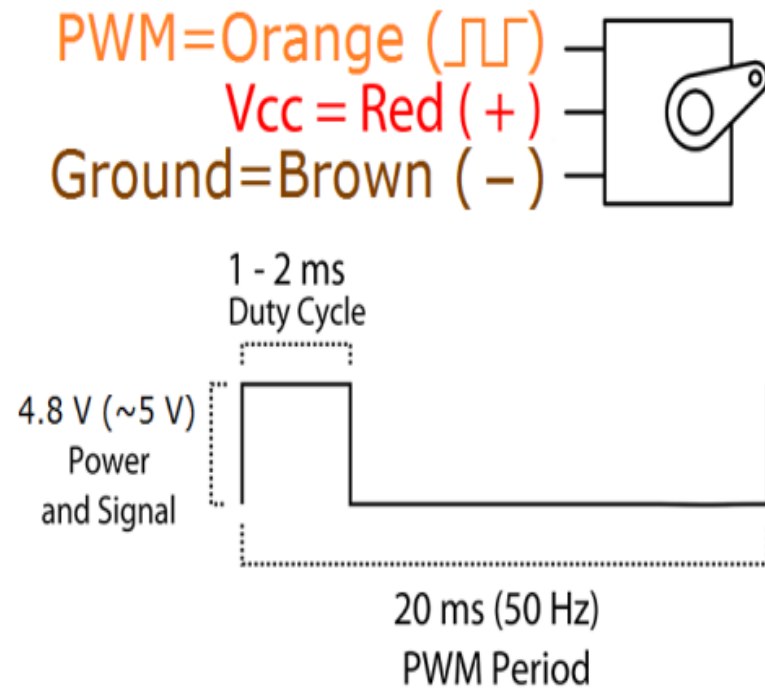 PWM=Orange (⎍⎍)
Vcc = Red ( + )
Ground=Brown ( – )
1 - 2 ms
Duty Cycle
4.8 V (~5 V)
Power
and Signal
20 ms (50 Hz)
PWM Period